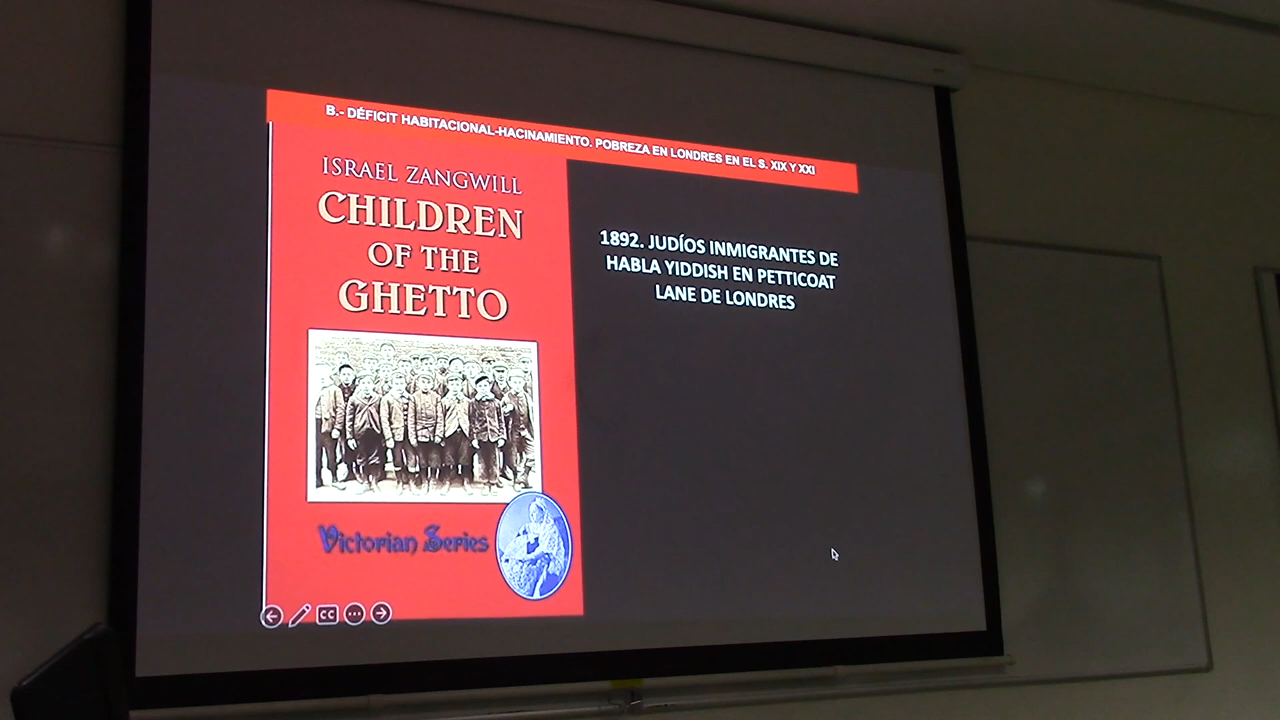 B.- DÉFICIT HABITACIONAL-HACINAMIENTO. POBREZA EN LONDRES EN EL S. XIX Y XXI
ISRAEL ZANGWILL
CHILDREN
OF THE
GHETTO
Victorian Series
1892. JUDÍOS INMIGRANTES DE
HABLA YIDDISH EN PETTICOAT
LANE DE LONDRES
CC